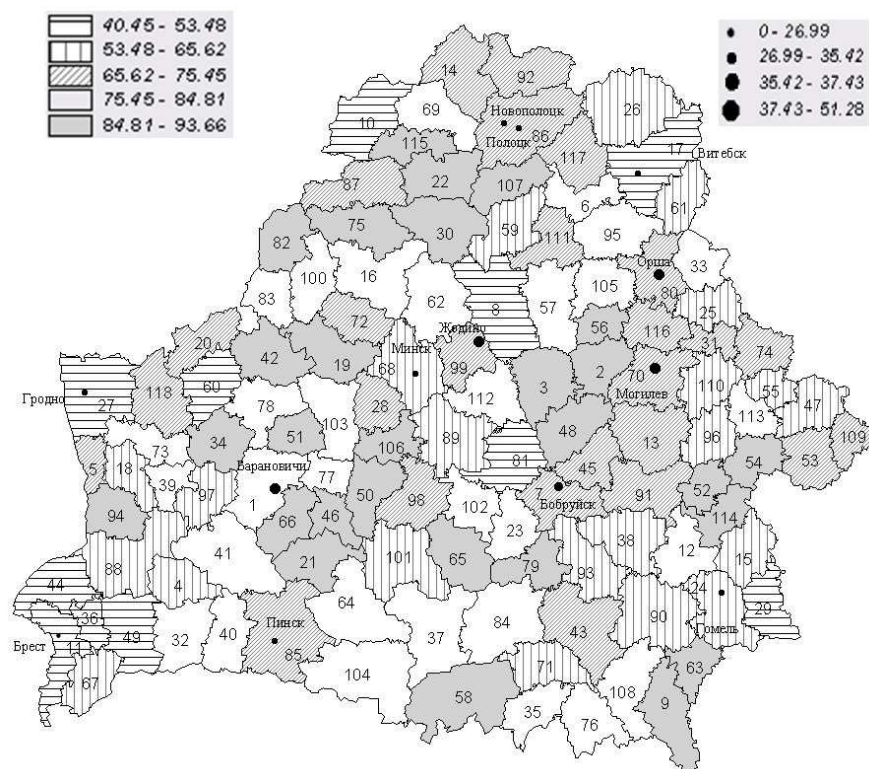 40.45 - 53.48
53.48 - 65.62
65.62 - 75.45
75.45 - 84.81
84.81 - 93.66
0 - 26.99
26.99 - 35.42
35.42 - 37.43
37.43 - 51.28
14 92
69 Новополоцк 26
10 Полоцк 86
115 117 17
Витебск
87 22 107
6 61
75 30 59
82 111 95
100 16 Орша 33
83 62 8 57 105 80
72 56 25
20 Жодино 116 31
42 19 68 Минск 99 74
118 60 2 70
Гродно 27 28 3 Могилев 110 55 47
78 103 112 113
34 51 89 48 13 96 109
73 106
5 18 Барановичи 81 45 54 53
39 97 77 50 98 7 91 52
1 102 Бобруйск
94 66 46 23 114
41 38 12 15
88 21 101 65 79
4 93
44 64 24 29
36 90 Гомель
Брест 11 49 32 40 Пинск 37 84 43
85
67 104 71 63
58 108 9
35 76